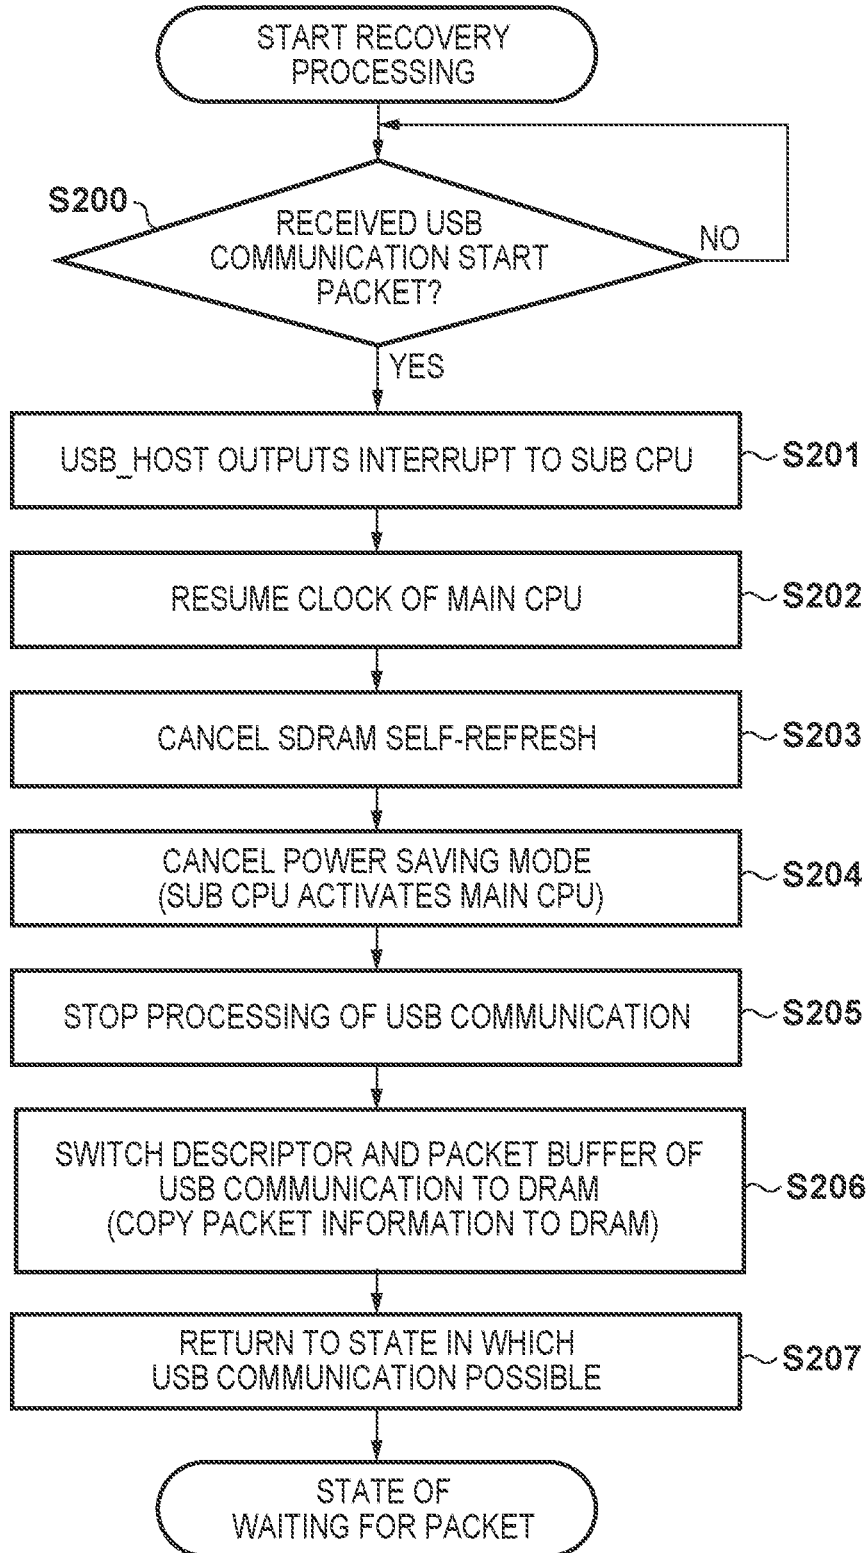 START RECOVERY
PROCESSING
S200
RECEIVED USB
COMMUNICATION START
PACKET?
NO
YES
USB_HOST OUTPUTS INTERRUPT TO SUB CPU
S201
RESUME CLOCK OF MAIN CPU
S202
CANCEL SDRAM SELF-REFRESH
S203
CANCEL POWER SAVING MODE
(SUB CPU ACTIVATES MAIN CPU)
S204
STOP PROCESSING OF USB COMMUNICATION
S205
SWITCH DESCRIPTOR AND PACKET BUFFER OF
USB COMMUNICATION TO DRAM
(COPY PACKET INFORMATION TO DRAM)
S206
RETURN TO STATE IN WHICH
USB COMMUNICATION POSSIBLE
S207
STATE OF
WAITING FOR PACKET